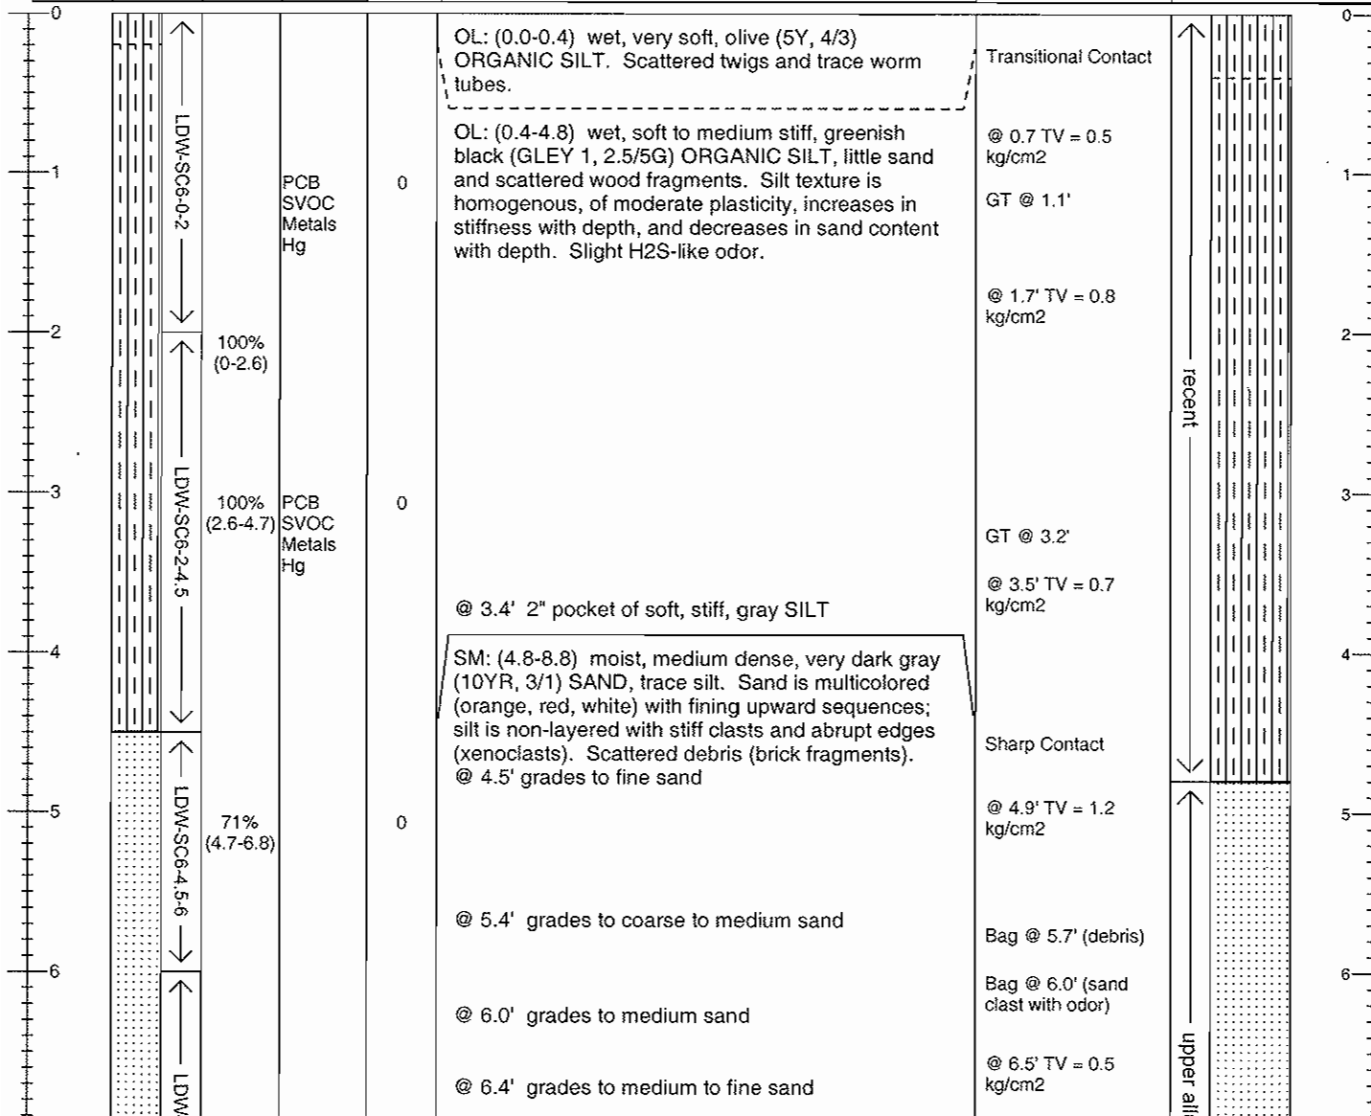 0
OL: (0.0-0.4) wet, very soft, olive (5Y, 4/3)
ORGANIC SILT. Scattered twigs and trace worm
tubes.
Transitional Contact
0
LDW-SC6-0-2
OL: (0.4-4.8) wet, soft to medium stiff, greenish
black (GLEY 1, 2.5/5G) ORGANIC SILT, little sand
and scattered wood fragments. Silt texture is
homogenous, of moderate plasticity, increases in
stiffness with depth, and decreases in sand content
with depth. Slight H2S-like odor.
@ 0.7 TV = 0.5
kg/cm2
1
PCB
SVOC
Metals
Hg
0
GT @ 1.1'
1
@ 1.7' TV = 0.8
kg/cm2
2
100%
(0-2.6)
2
recent
LDW-SC6-2-4.5
3
100%
(2.6-4.7)
PCB
SVOC
Metals
Hg
0
3
GT @ 3.2'
@ 3.5' TV = 0.7
kg/cm2
@ 3.4' 2" pocket of soft, stiff, gray SILT
4
SM: (4.8-8.8) moist, medium dense, very dark gray
(10YR, 3/1) SAND, trace silt. Sand is multicolored
(orange, red, white) with fining upward sequences;
silt is non-layered with stiff clasts and abrupt edges
(xenoclasts). Scattered debris (brick fragments).
@ 4.5' grades to fine sand
4
Sharp Contact
LDW-SC6-4.5-6
5
71%
(4.7-6.8)
0
@ 4.9' TV = 1.2
kg/cm2
5
@ 5.4' grades to coarse to medium sand
Bag @ 5.7' (debris)
6
Bag @ 6.0' (sand
clast with odor)
6
@ 6.0' grades to medium sand
LDW
@ 6.4' grades to medium to fine sand
@ 6.5' TV = 0.5
kg/cm2
upper all